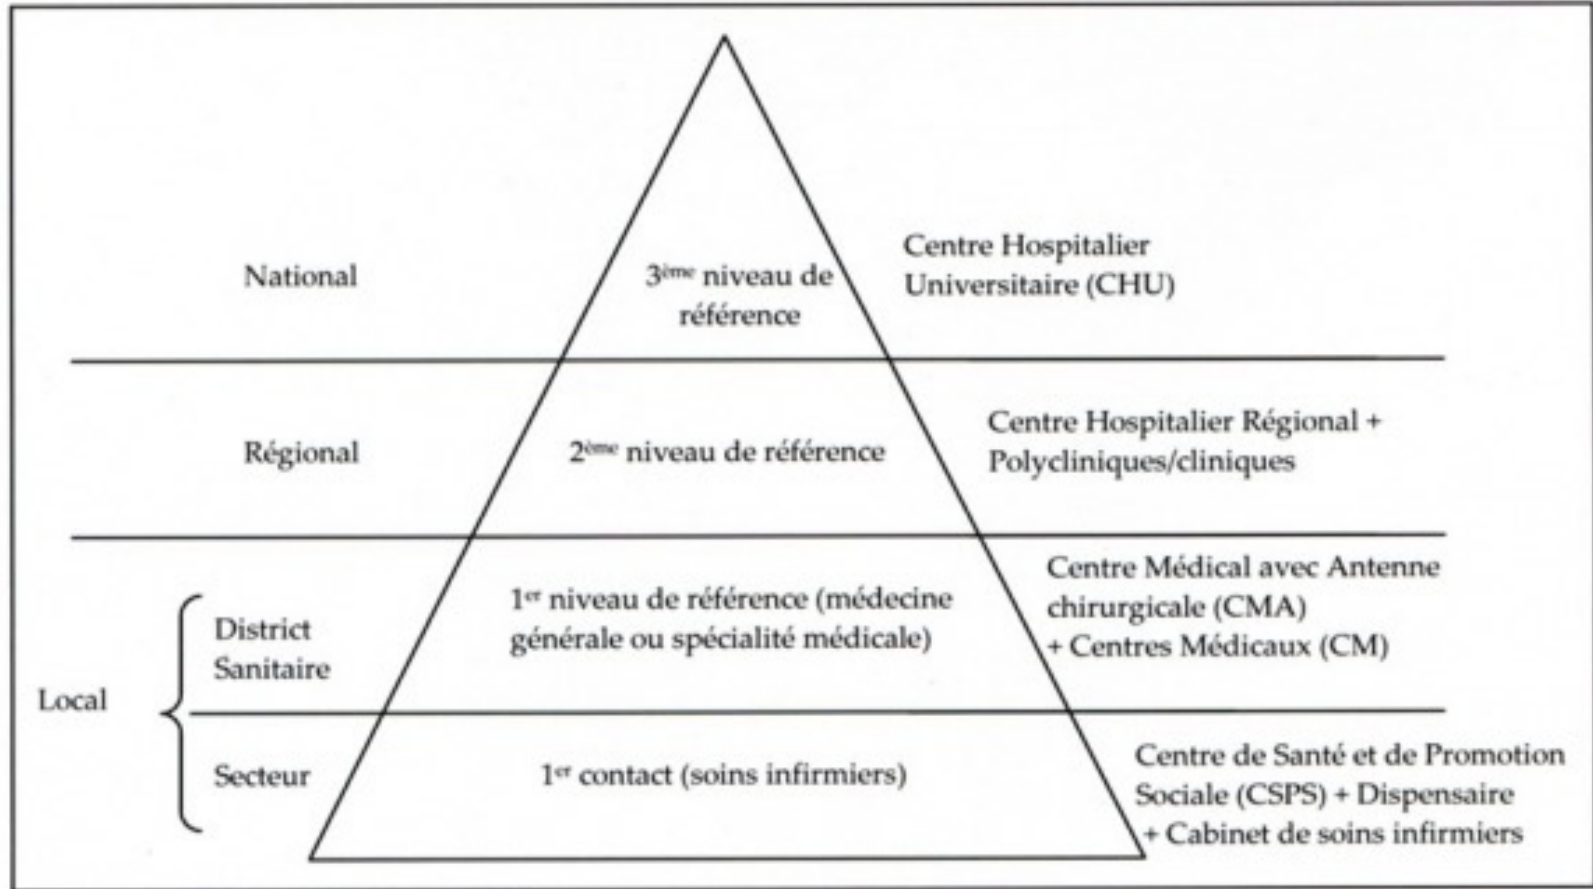 National
3ème niveau de
référence
Centre Hospitalier
Universitaire (CHU)
Régional
2ème niveau de référence
Centre Hospitalier Régional +
Polycliniques/cliniques
Local
District
Sanitaire
1er niveau de référence (médecine
générale ou spécialité médicale)
Centre Médical avec Antenne
chirurgicale (CMA)
+ Centres Médicaux (CM)
Secteur
1er contact (soins infirmiers)
Centre de Santé et de Promotion
Sociale (CSPS) + Dispensaire
+ Cabinet de soins infirmiers